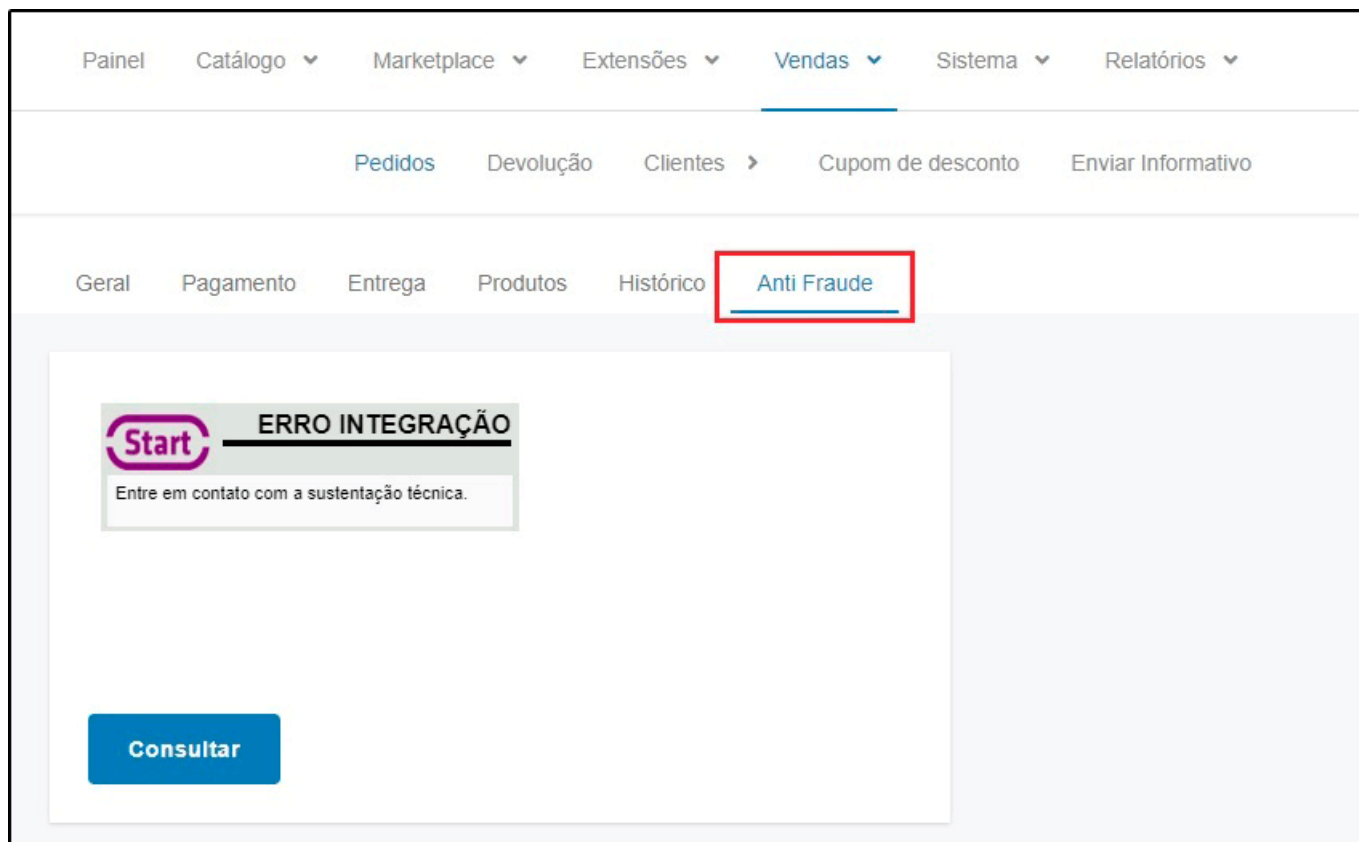 Painel Catálogo Marketplace Extensões Vendas Sistema Relatórios
Pedidos Devolução Clientes Cupom de desconto Enviar Informativo
Geral Pagamento Entrega Produtos Histórico Anti Fraude
Start ERRO INTEGRAÇÃO
Entre em contato com a sustentação técnica.
Consultar